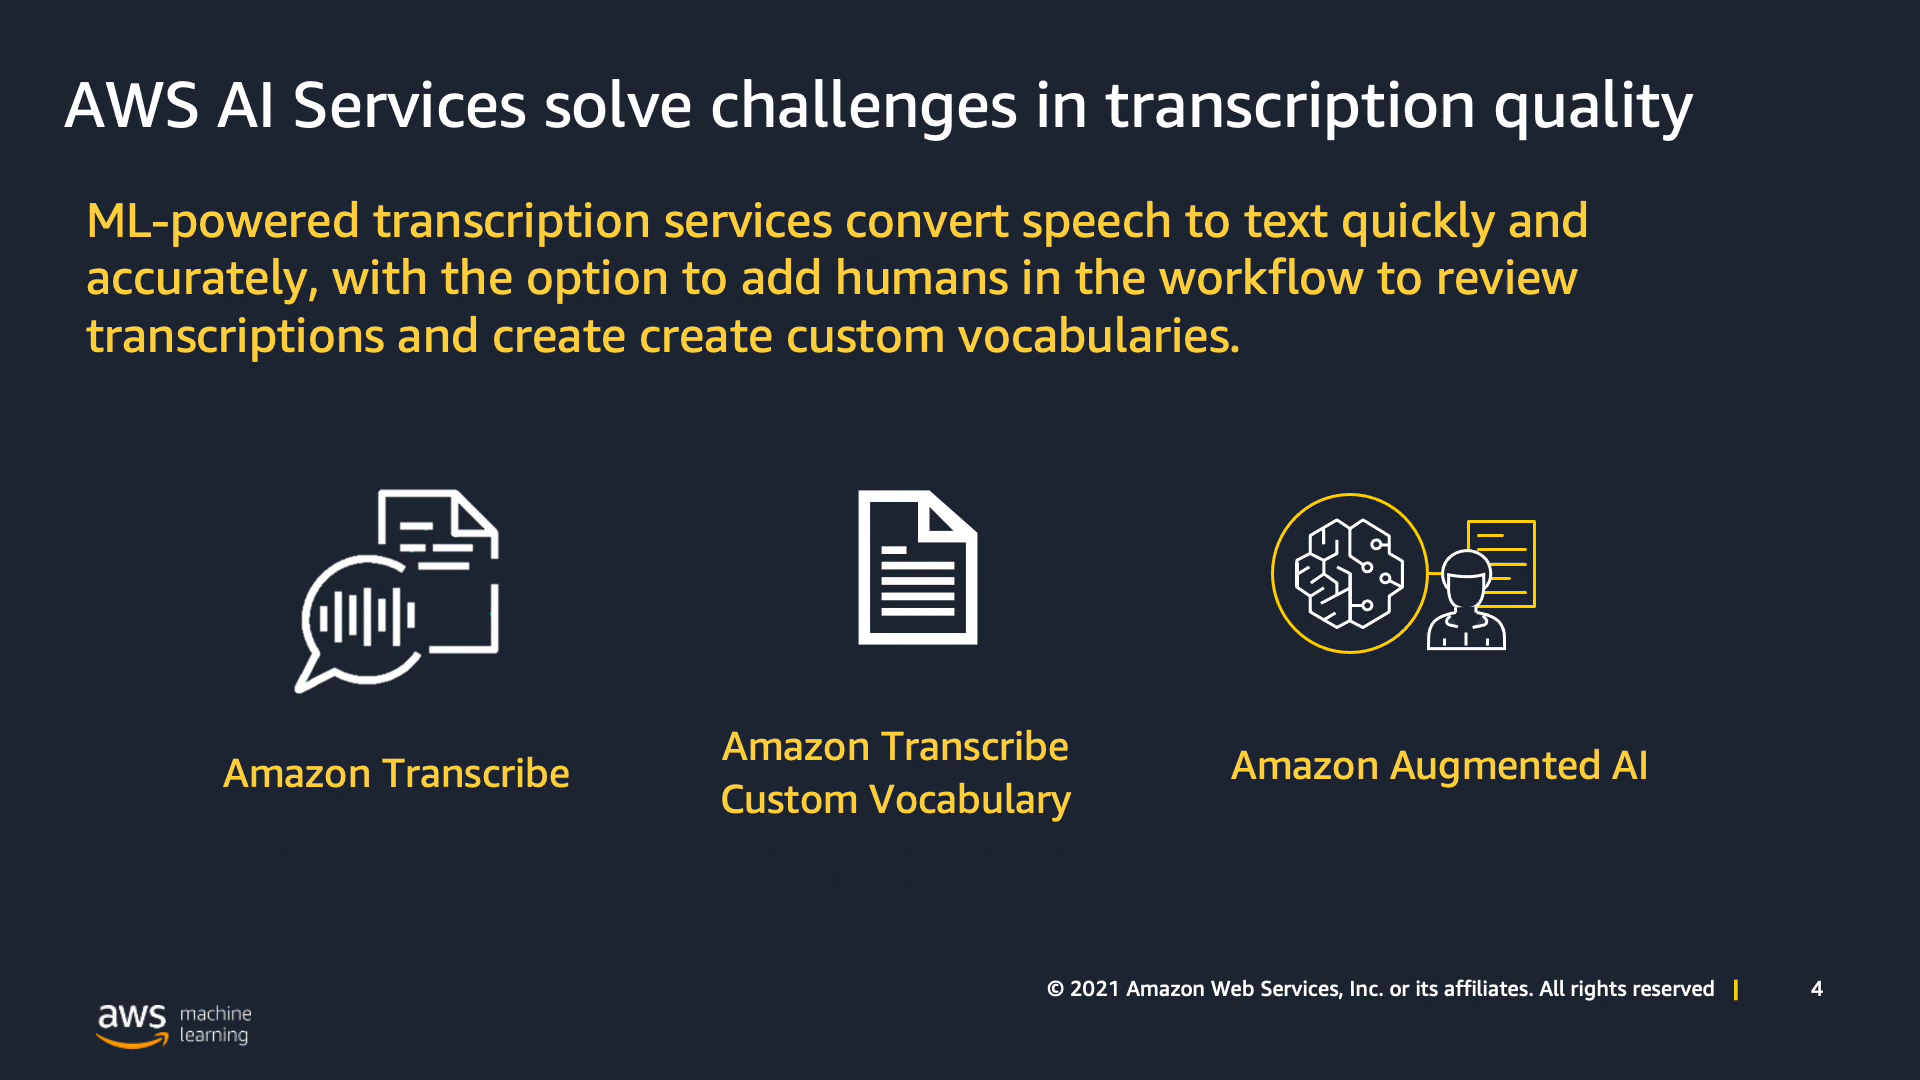 AWS AI Services solve challenges in transcription quality
ML-powered transcription services convert speech to text quickly and
accurately, with the option to add humans in the workflow to review
transcriptions and create create custom vocabularies.
Amazon Transcribe
Amazon Transcribe
Custom Vocabulary
Amazon Augmented AI
© 2021 Amazon Web Services, Inc. or its affiliates. All rights reserved |
4
aws machine
learning